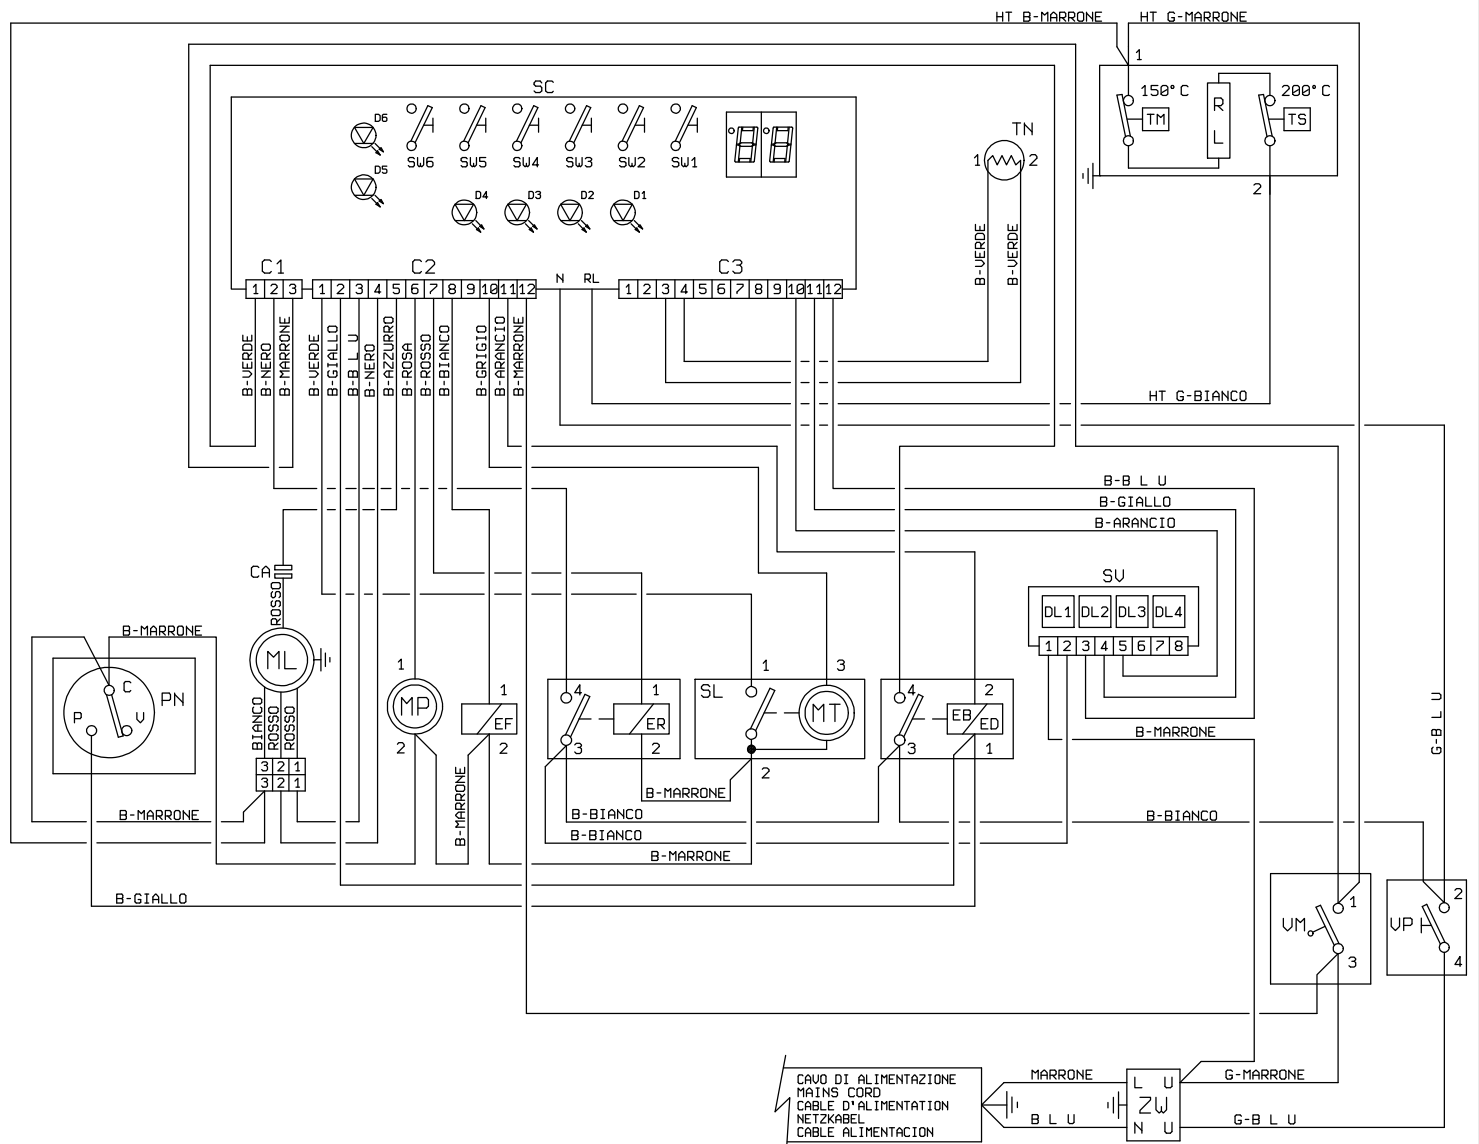 HT B-MARRONE HT G-MARRONE
1
SC
150°C 200°C
TM R L TS
2
D6
D5
SW6 SW5 SW4 SW3 SW2 SW1
88
D4 D3 D2 D1
TN
1 2
B-VERDE
B-VERDE
C1 C2 N RL C3
1 2 3
1 2 3 4 5 6 7 8 9 10 11 12
1 2 3 4 5 6 7 8 9 10 11 12
B-VERDE
B-NERO
B-MARRONE
B-VERDE
B-GIALLO
B-B L U
B-NERO
B-AZZURRO
B-ROSA
B-ROSSO
B-BIANCO
B-GRIGIO
B-ARANCIO
B-MARRONE
HT G-BIANCO
B-B L U
B-GIALLO
B-ARANCIO
CA
ROSSO
SV
DL1 DL2 DL3 DL4
1 2 3 4 5 6 7 8
B-MARRONE
PN
C
P V
ML
BIANCO
ROSSO
ROSSO
3 2 1
3 2 1
1
MP
2
1
EF
2
B-MARRONE
4 1
ER
3 2
1 3
SL
MT
2
4 2
EB
ED
3 1
B-MARRONE
G-B L U
B-MARRONE
B-MARRONE
B-BIANCO
B-BIANCO
B-BIANCO
B-MARRONE
B-GIALLO
1
VM
3
2
VP
4
CAVO DI ALIMENTAZIONE
MAINS CORD
CABLE D'ALIMENTATION
NETZKABEL
CABLE ALIMENTACION
MARRONE
B L U
L U
ZW
N U
G-MARRONE
G-B L U